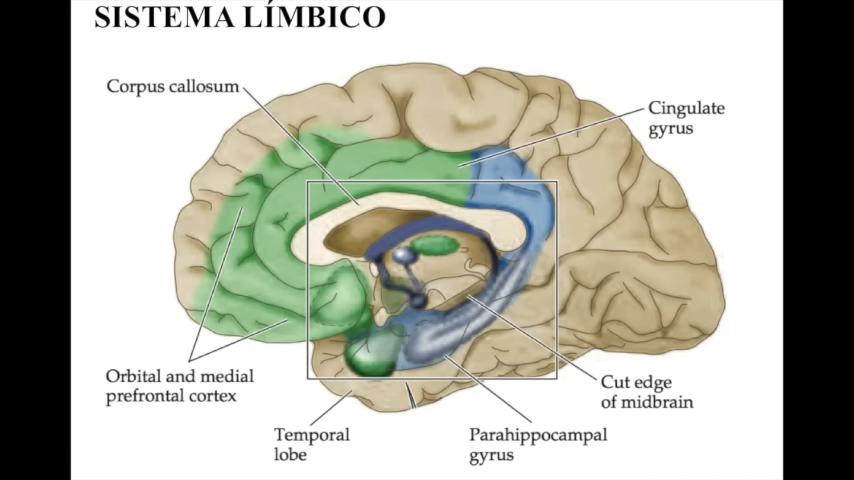 SISTEMA LÍMBICO
Corpus callosum
Cingulate
gyrus
Orbital and medial
prefrontal cortex
Cut edge
of midbrain
Temporal
lobe
Parahippocampal
gyrus